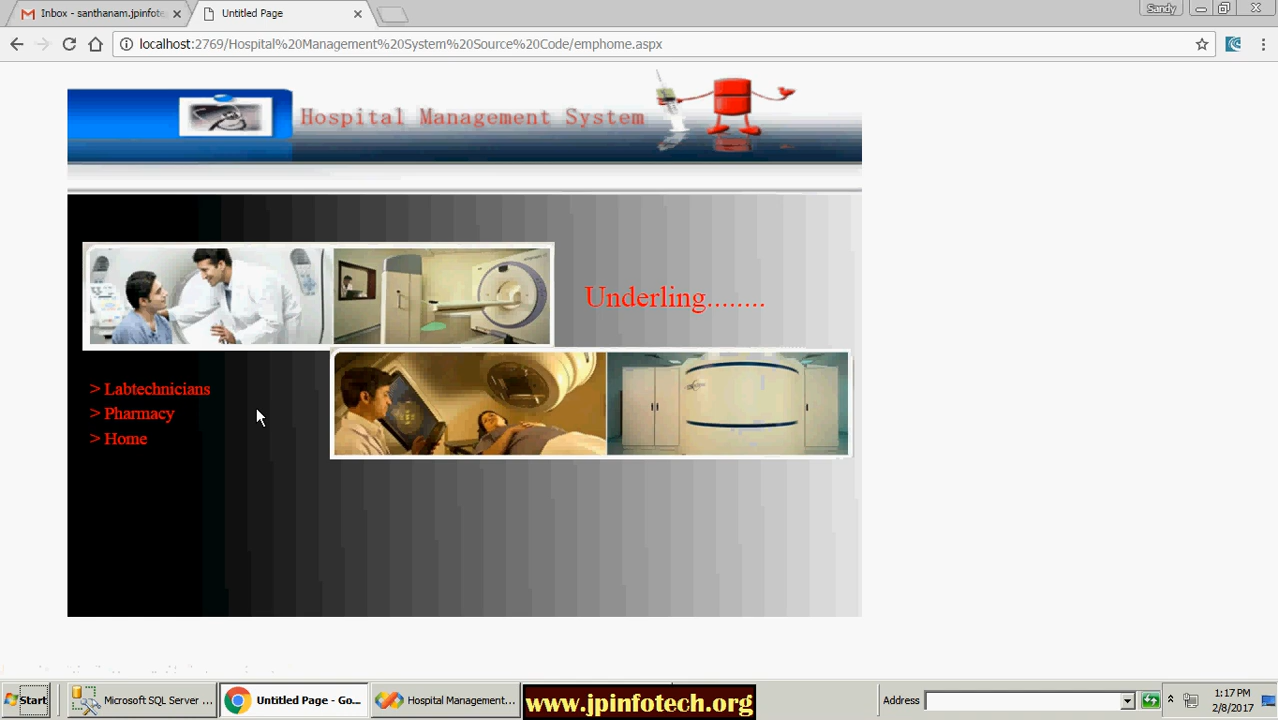 Inbox - santhanam.jpinfote
Untitled Page
Sandy
localhost:2769/Hospital%20Management%20System%20Source%20Code/emphome.aspx
Hospital Management System
Underling........
> Labtechnicians
> Pharmacy
> Home
Start
Microsoft SQL Server ...
Untitled Page - Go...
Hospital Management...
www.jpinfotech.org
Address
1:17 PM
2/8/2017